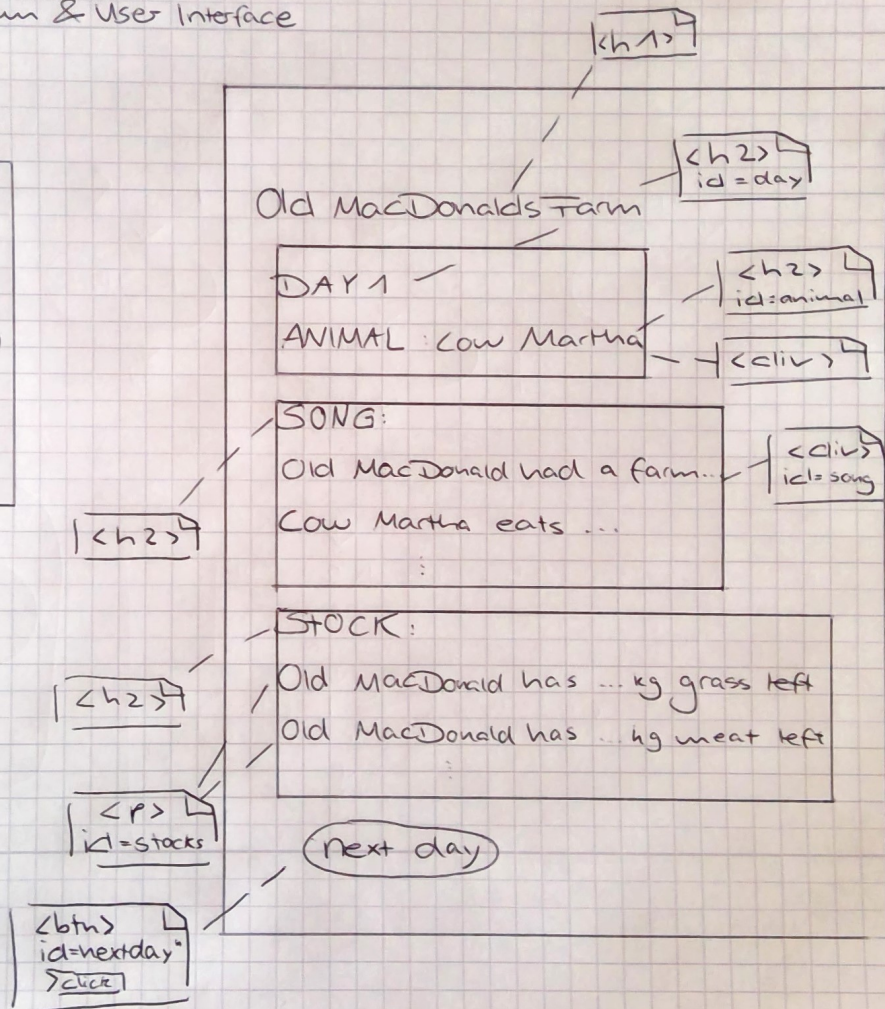 & User Interface
<h1>
<h2>
id=day
Old MacDonalds Farm
DAY 1
<h2>
id=animal
ANIMAL : Cow Martha
<div>
SONG:
Old MacDonald had a farm...
<div>
id=song
Cow Martha eats ...
<h2>
STOCK:
Old MacDonald has ... kg grass left
<h2>
Old MacDonald has ... kg meat left
<p>
id=stocks
next day
<btn>
id=nextday"
click